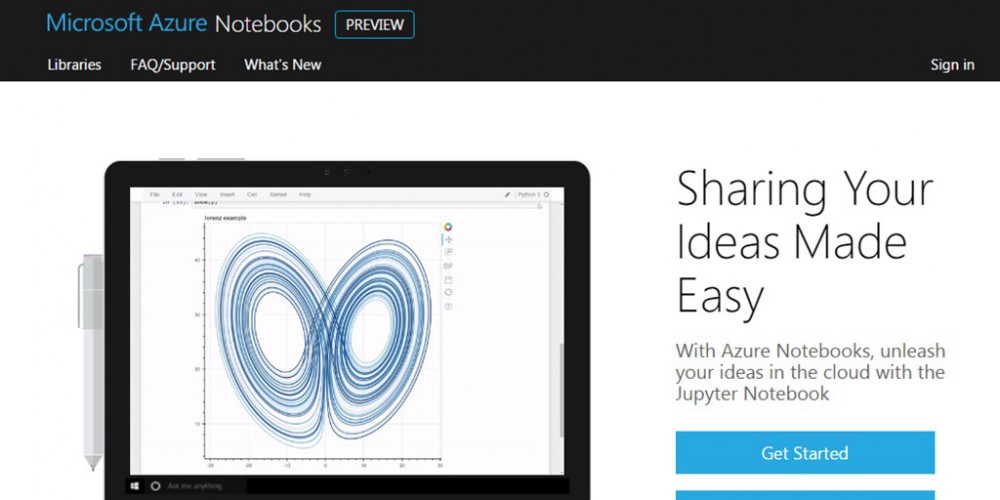 Microsoft Azure Notebooks PREVIEW
Libraries FAQ/Support What's New Sign in
File Edit View Insert Cell Kernel Help Python 3
lorenz example
Sharing Your
Ideas Made
Easy
With Azure Notebooks, unleash
your ideas in the cloud with the
Jupyter Notebook
Get Started
40
30
20
10
-30 -20 -10 0 10 20 30
Ask me anything